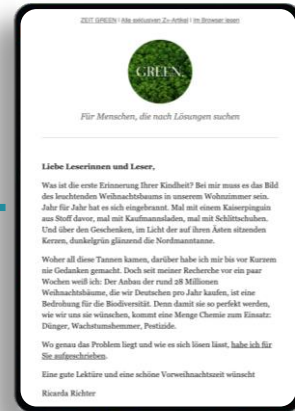 ZEIT GREEN | Alle exklusiven Z+-Artikel | Im Browser lesen
GREEN.
Für Menschen, die nach Lösungen suchen
Liebe Leserinnen und Leser,
Was ist die erste Erinnerung Ihrer Kindheit? Bei mir muss es das Bild
des leuchtenden Weihnachtsbaums in unserem Wohnzimmer sein.
Jahr für Jahr hat es sich eingebrannt. Mal mit einem Kaiserpinguin
aus Stoff davor, mal mit Kaufmannsladen, mal mit Schlittschuhen.
Und über den Geschenken, im Licht der auf ihren Ästen sitzenden
Kerzen, dunkelgrün glänzend die Nordmanntanne.
Woher all diese Tannen kamen, darüber habe ich mir bis vor Kurzem
nie Gedanken gemacht. Doch seit meiner Recherche vor ein paar
Wochen weiß ich: Der Anbau der rund 28 Millionen
Weihnachtsbäume, die wir Deutschen pro Jahr kaufen, ist eine
Bedrohung für die Biodiversität. Denn damit sie so perfekt werden,
wie wir uns sie wünschen, kommt eine Menge Chemie zum Einsatz:
Dünger, Wachstumshemmer, Pestizide.
Wo genau das Problem liegt und wie es sich lösen lässt, habe ich für
Sie aufgeschrieben.
Eine gute Lektüre und eine schöne Vorweihnachtszeit wünscht
Ricarda Richter